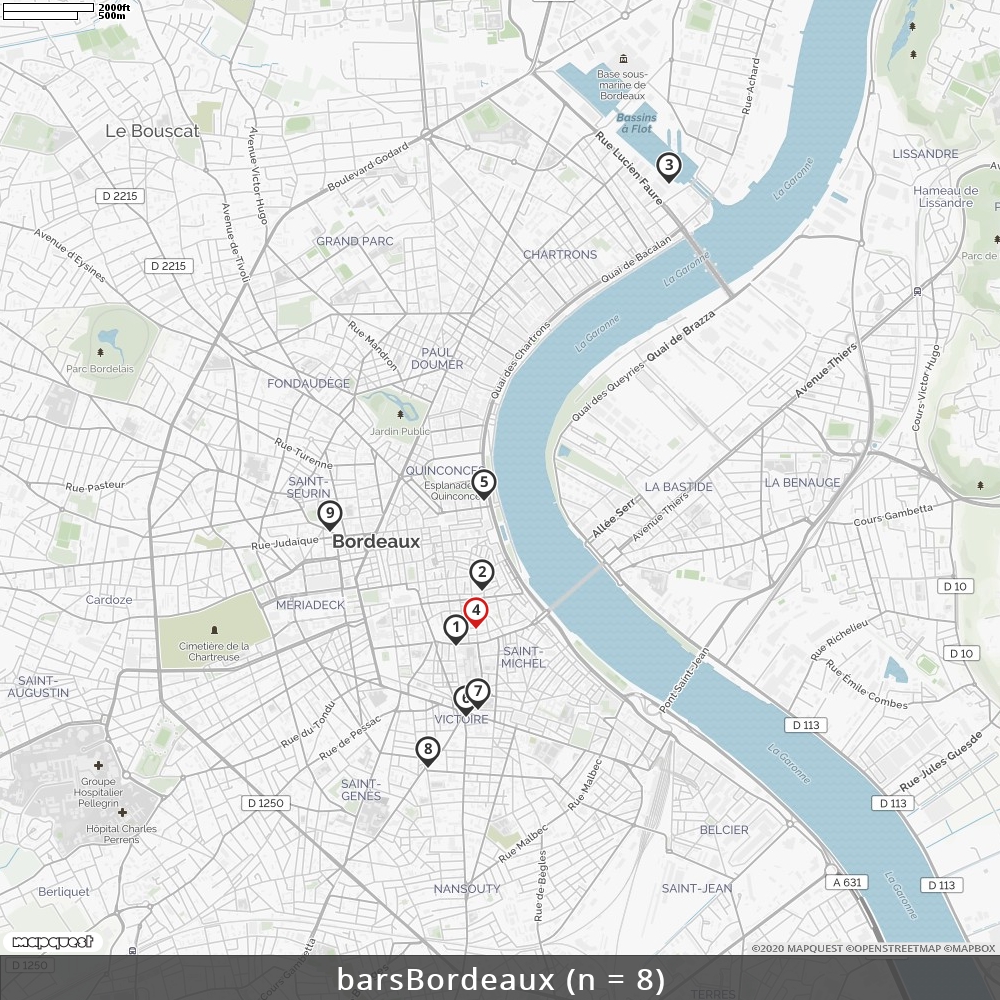 2000ft
500m
Base sous-
marine de
Bordeaux
Rue Achard
Bassins
à Flot
Le Bouscat
Avenue Victor Hugo
Boulevard Godard
Rue Lucien Faure
La Garonne
LISSANDRE
3
D 2215
Hameau de
Lissandre
Avenue de Tivoli
Avenue d'Eysines
GRAND PARC
CHARTRONS
Quai de Bacalan
La Garonne
Parc de
D 2215
La Garonne
Quai des Chartrons
Quai de Brazza
Rue Mandron
PAUL
DOUMER
Avenue Thiers
Cours Victor Hugo
Parc Bordelais
FONDAUDÈGE
Quai des Queyries
Jardin Public
Rue Turenne
QUINCONCES
Esplanade
Quinconce
5
Rue Pasteur
SAINT-
SEURIN
LA BASTIDE
LA BENAUGE
9
Allée Serr
Avenue Thiers
Cours Gambetta
Rue Judaïque
Bordeaux
2
D 10
Cardoze
MÉRIADECK
4
1
Cimetière de la
Chartreuse
SAINT-
MICHEL
Rue Richelieu
D 10
SAINT-
AUGUSTIN
Rue Émile Combes
Pont Saint-Jean
6
7
VICTOIRE
Rue du Tondu
Rue de Pessac
D 113
8
La Garonne
Rue Jules Guesde
Groupe
Hospitalier
Pellegrin
SAINT-
GENÈS
Rue Malbec
D 1250
D 113
Hôpital Charles
Perrens
Rue Malbec
BELCIER
Rue de Bègles
Berliquet
NANSOUTY
SAINT-JEAN
A 631
D 113
La Garonne
mapquest
©2020 MAPQUEST ©OPENSTREETMAP ©MAPBOX
D 1250
TERRES
barsBordeaux (n = 8)